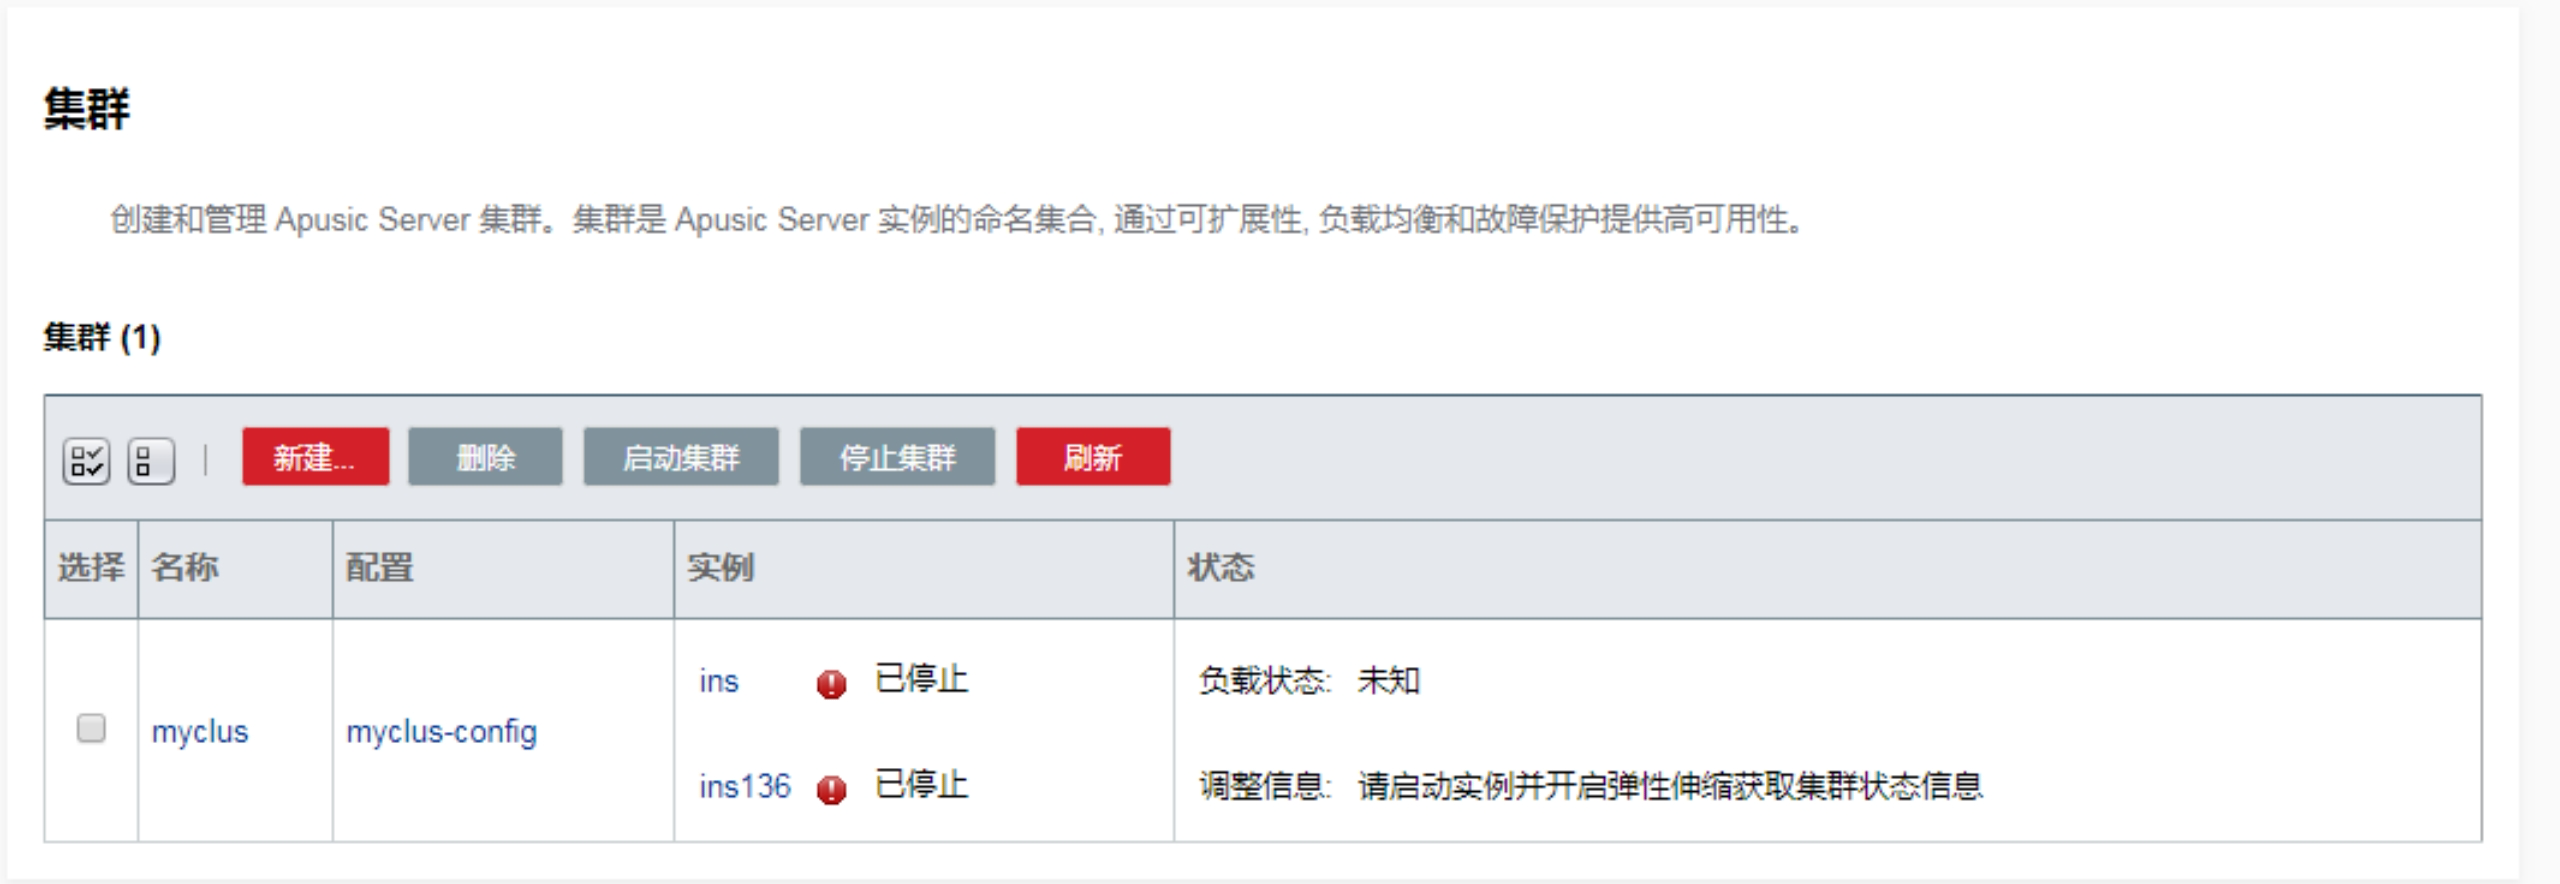 集群
创建和管理 Apusic Server 集群。集群是 Apusic Server 实例的命名集合, 通过可扩展性, 负载均衡和故障保护提供高可用性。
集群 (1)
新建... 删除 启动集群 停止集群 刷新
选择 名称 配置 实例 状态
ins 已停止 负载状态: 未知
myclus myclus-config
ins136 已停止 调整信息: 请启动实例并开启弹性伸缩获取集群状态信息